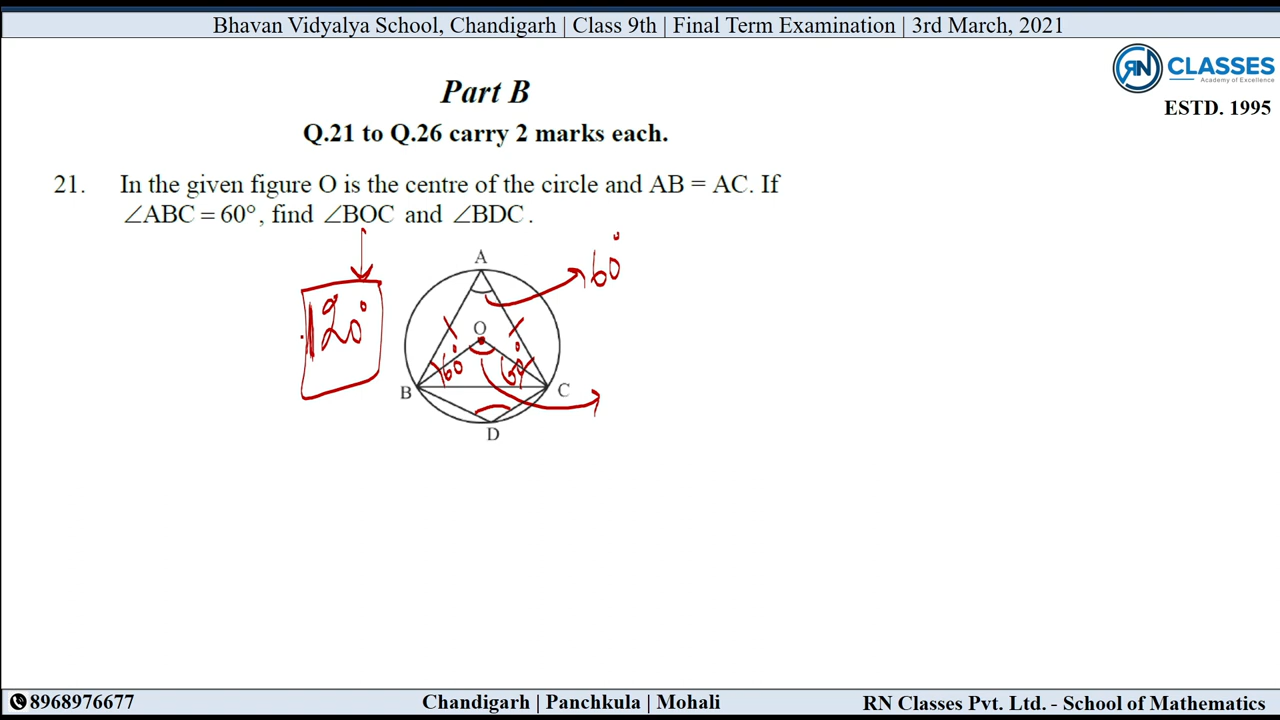 Bhavan Vidyalya School, Chandigarh | Class 9th | Final Term Examination | 3rd March, 2021
RN CLASSES
Academy of Excellence
ESTD. 1995
Part B
Q.21 to Q.26 carry 2 marks each.
21. In the given figure O is the centre of the circle and AB = AC. If
∠ABC = 60°, find ∠BOC and ∠BDC.
A
60°
120°
O
60° 60°
B C
D
8968976677 Chandigarh | Panchkula | Mohali RN Classes Pvt. Ltd. - School of Mathematics